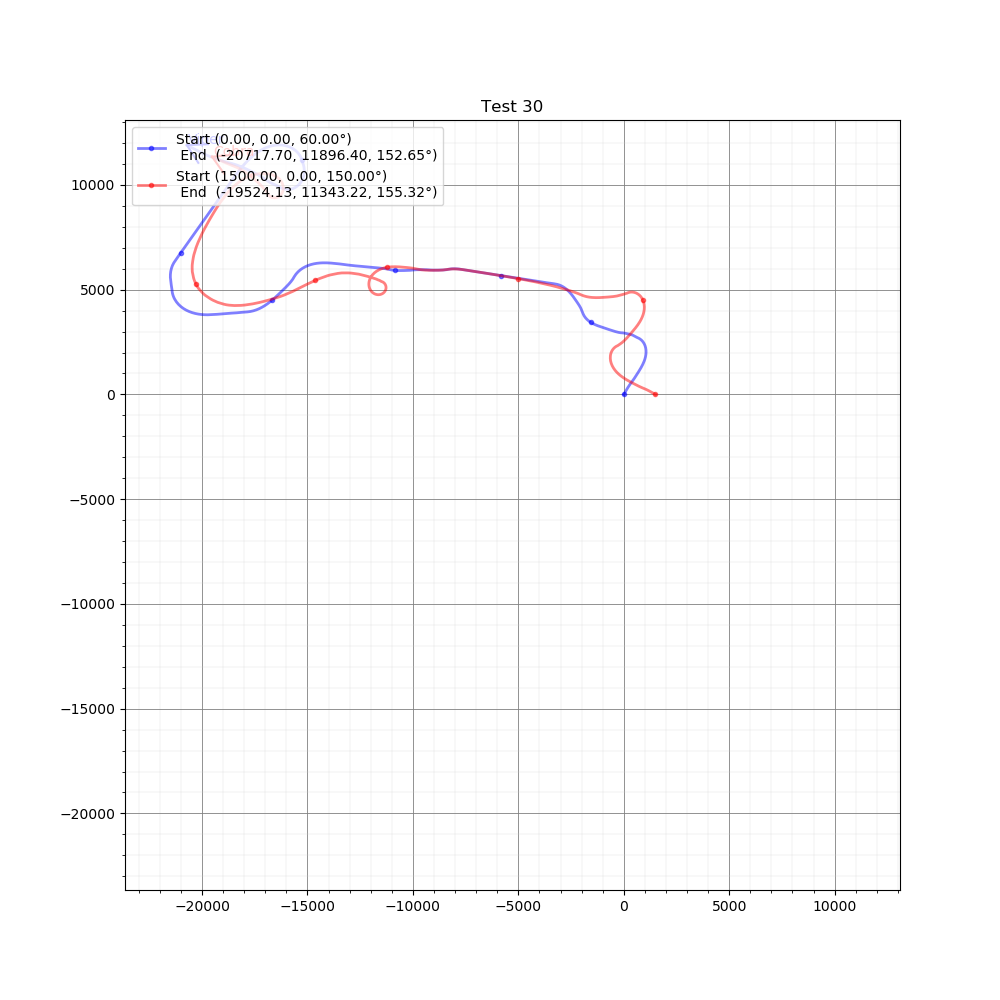 Test 30
Start (0.00, 0.00, 60.00°)
End (-20717.70, 11896.40, 152.65°)
Start (1500.00, 0.00, 150.00°)
End (-19524.13, 11343.22, 155.32°)
10000
5000
0
−5000
−10000
−15000
−20000
−20000 −15000 −10000 −5000 0 5000 10000